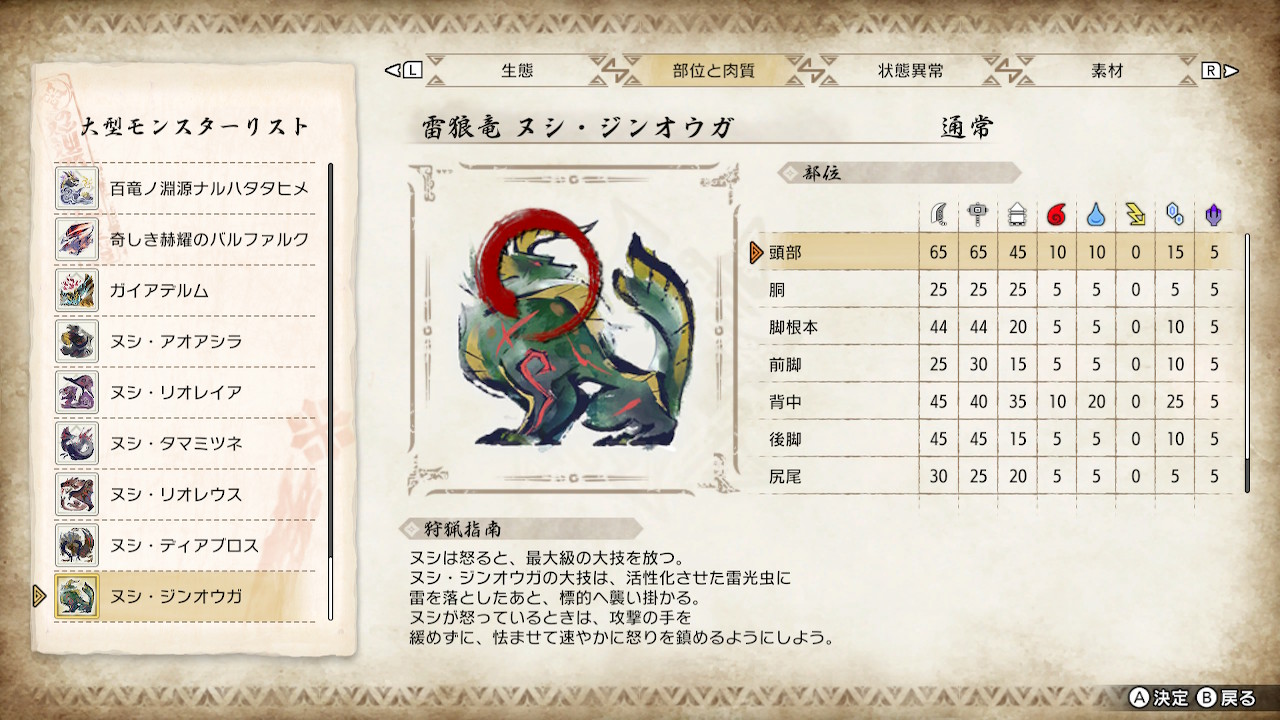 L 生態 部位と肉質 状態異常 素材 R
大型モンスターリスト
百竜ノ淵源ナルハタタヒメ
奇しき赫耀のバルファルク
ガイアデルム
ヌシ・アオアシラ
ヌシ・リオレイア
ヌシ・タマミツネ
ヌシ・リオレウス
ヌシ・ディアブロス
ヌシ・ジンオウガ
雷狼竜 ヌシ・ジンオウガ 通常
部位
頭部 65 65 45 10 10 0 15 5
胴 25 25 25 5 5 0 5 5
脚根本 44 44 20 5 5 0 10 5
前脚 25 30 15 5 5 0 10 5
背中 45 40 35 10 20 0 25 5
後脚 45 45 15 5 5 0 10 5
尻尾 30 25 20 5 5 0 5 5
狩猟指南
ヌシは怒ると、最大級の大技を放つ。
ヌシ・ジンオウガの大技は、活性化させた雷光虫に
雷を落としたあと、標的へ襲い掛かる。
ヌシが怒っているときは、攻撃の手を
緩めずに、怯ませて速やかに怒りを鎮めるようにしよう。
A 決定 B 戻る